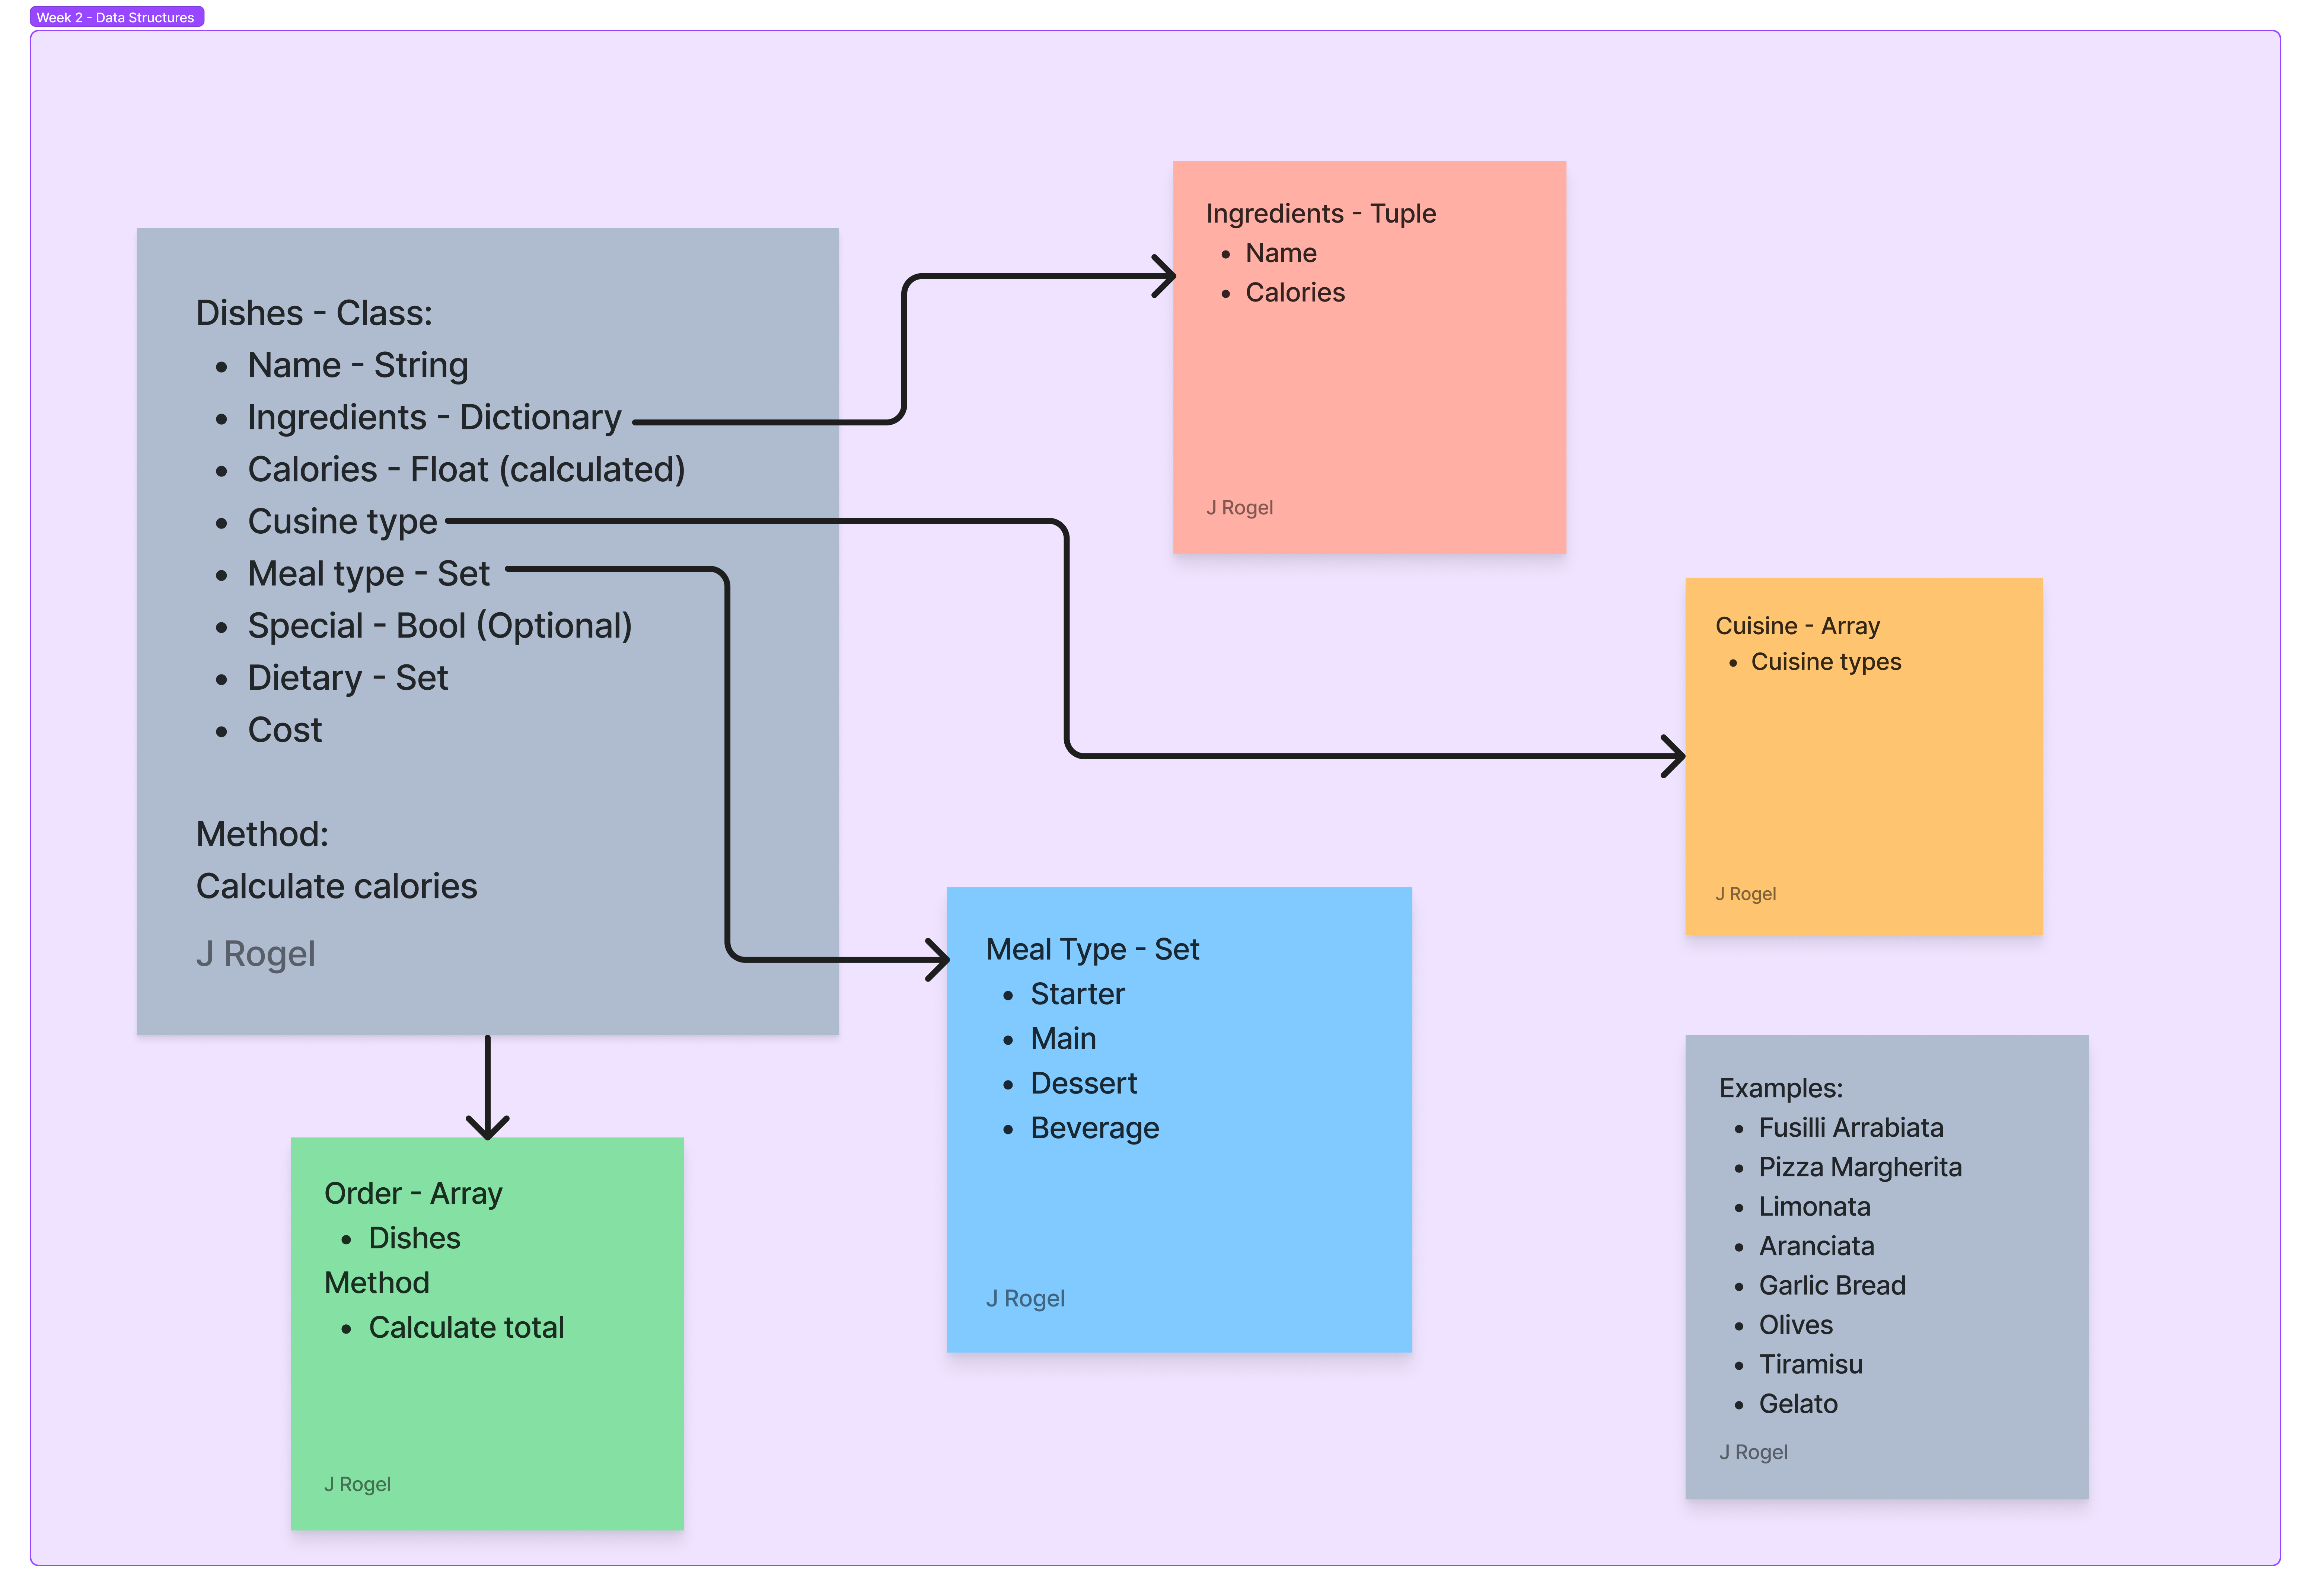 Week 2 - Data Structures
Dishes - Class:
• Name - String
• Ingredients - Dictionary
• Calories - Float (calculated)
• Cusine type
• Meal type - Set
• Special - Bool (Optional)
• Dietary - Set
• Cost
Method:
Calculate calories
J Rogel
Ingredients - Tuple
• Name
• Calories
J Rogel
Cuisine - Array
• Cuisine types
J Rogel
Meal Type - Set
• Starter
• Main
• Dessert
• Beverage
J Rogel
Order - Array
• Dishes
Method
• Calculate total
J Rogel
Examples:
• Fusilli Arrabiata
• Pizza Margherita
• Limonata
• Aranciata
• Garlic Bread
• Olives
• Tiramisu
• Gelato
J Rogel